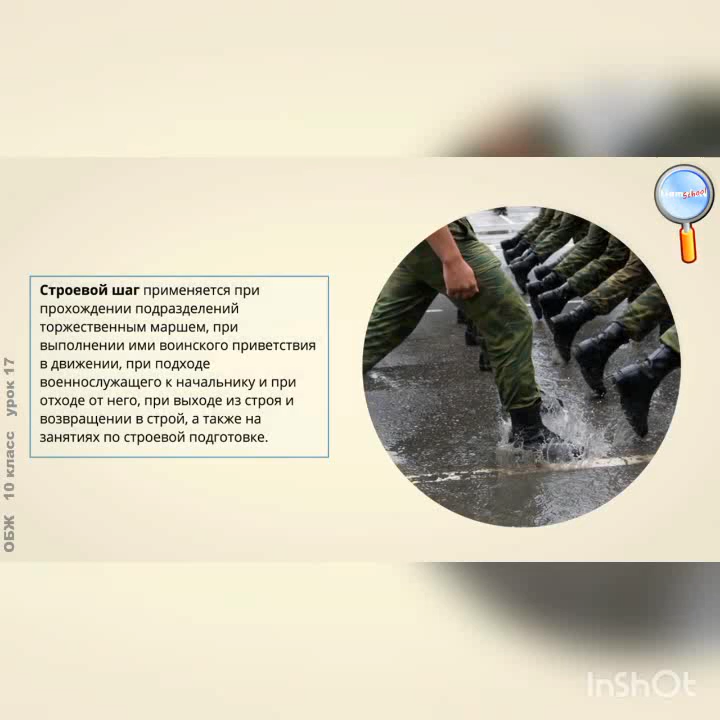 Строевой шаг применяется при
прохождении подразделений
торжественным маршем, при
выполнении ими воинского приветствия
в движении, при подходе
военнослужащего к начальнику и при
отходе от него, при выходе из строя и
возвращении в строй, а также на
занятиях по строевой подготовке.
ОБЖ 10 класс урок 17
School
InShOt